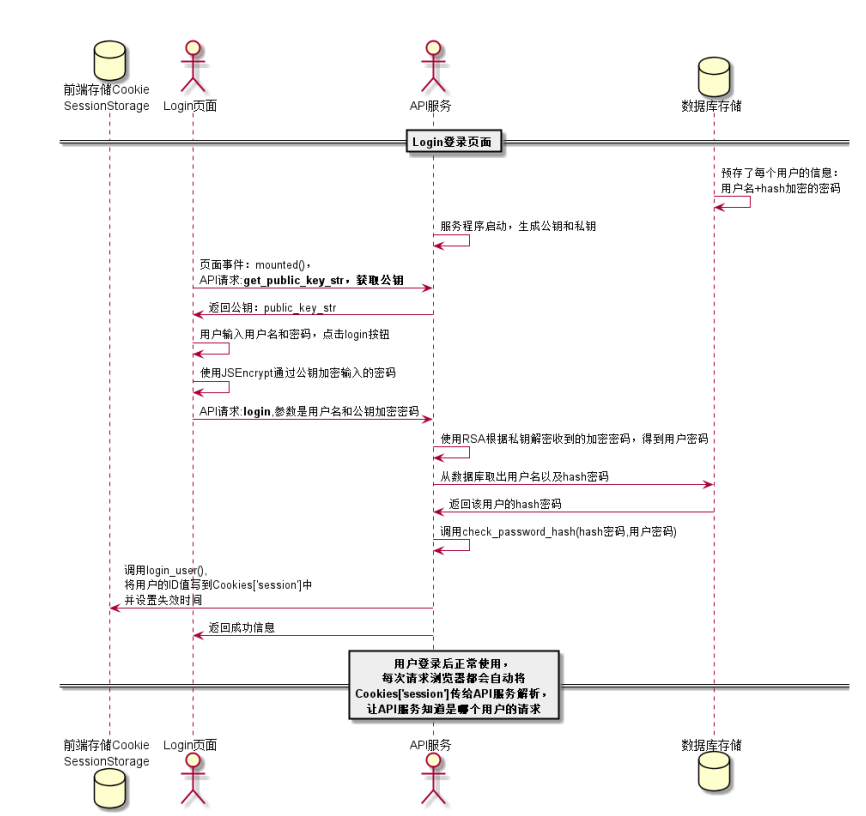 前端存储Cookie
SessionStorage
Login页面
API服务
数据库存储
Login登录页面
预存了每个用户的信息：
用户名+hash加密的密码
服务程序启动，生成公钥和私钥
页面事件：mounted()，
API请求:get_public_key_str，获取公钥
返回公钥：public_key_str
用户输入用户名和密码，点击login按钮
使用JSEncrypt通过公钥加密输入的密码
API请求:login,参数是用户名和公钥加密密码
使用RSA根据私钥解密收到的加密密码，得到用户密码
从数据库取出用户名以及hash密码
返回该用户的hash密码
调用check_password_hash(hash密码,用户密码)
调用login_user(),
将用户的ID值写到Cookies['session']中
并设置失效时间
返回成功信息
用户登录后正常使用，
每次请求浏览器都会自动将
Cookies['session']传给API服务解析，
让API服务知道是哪个用户的请求
前端存储Cookie
SessionStorage
Login页面
API服务
数据库存储